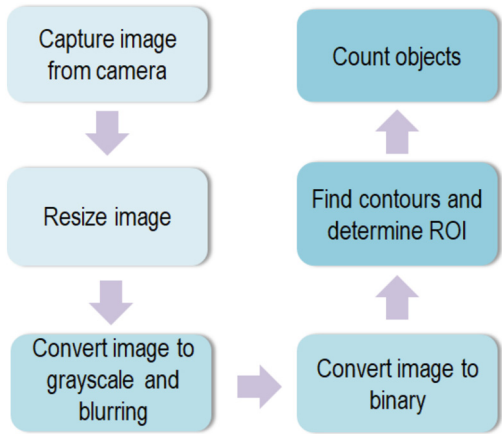 Capture image
from camera
Resize image
Convert image to
grayscale and
blurring
Convert image to
binary
Find contours and
determine ROI
Count objects